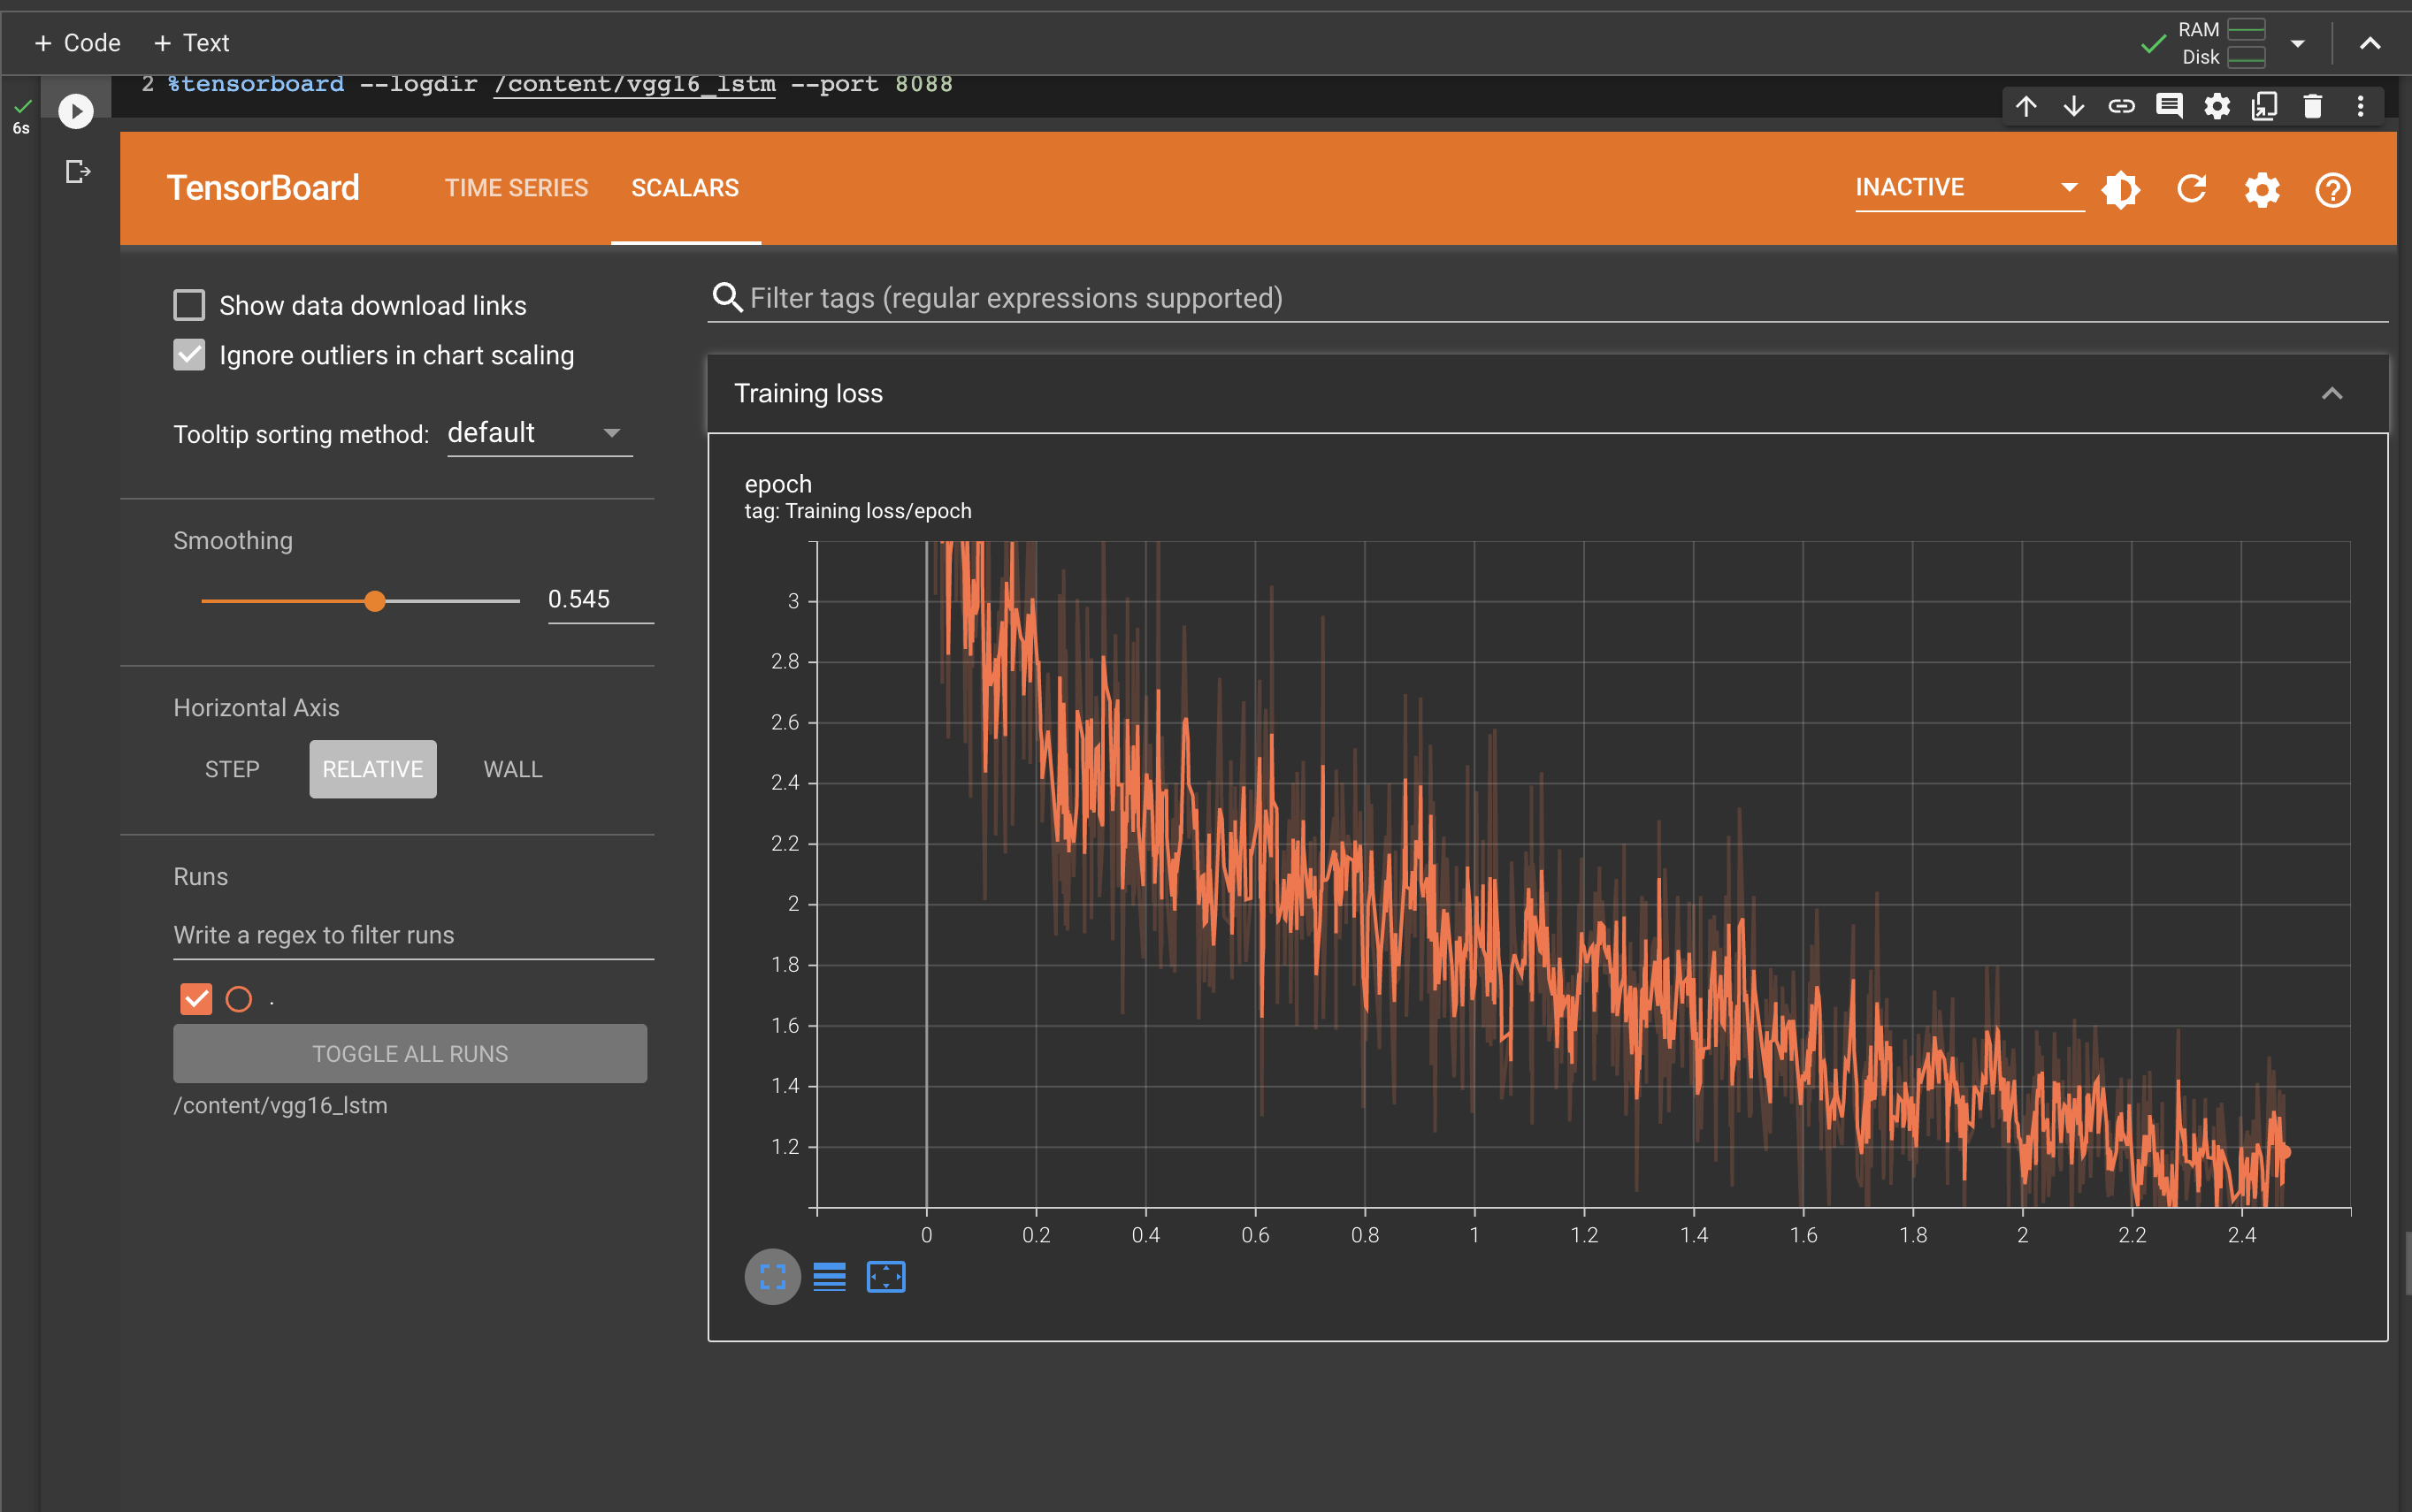 + Code + Text
RAM
Disk
2 %tensorboard --logdir /content/vgg16_lstm --port 8088
6s
TensorBoard TIME SERIES SCALARS INACTIVE
Show data download links
Ignore outliers in chart scaling
Tooltip sorting method: default
Smoothing
0.545
Horizontal Axis
STEP RELATIVE WALL
Runs
Write a regex to filter runs
.
TOGGLE ALL RUNS
/content/vgg16_lstm
Filter tags (regular expressions supported)
Training loss
epoch
tag: Training loss/epoch
3
2.8
2.6
2.4
2.2
2
1.8
1.6
1.4
1.2
0 0.2 0.4 0.6 0.8 1 1.2 1.4 1.6 1.8 2 2.2 2.4